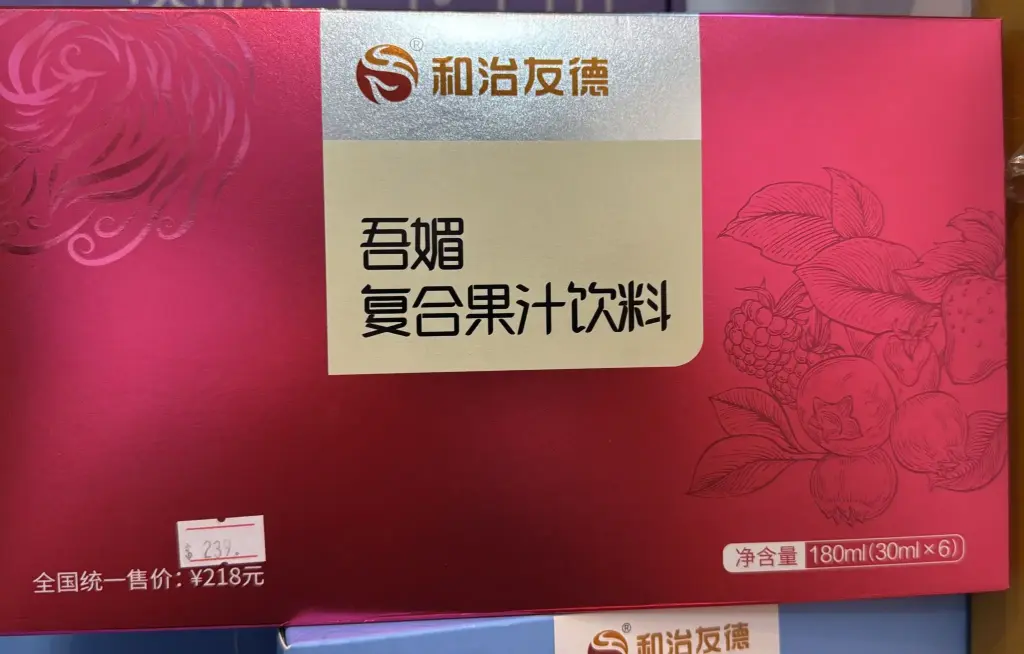 ®
和治友德
吾媚
复合果汁饮料
$ 239.
全国统一售价：¥218元
净含量 180ml(30ml×6)
®
和治友德